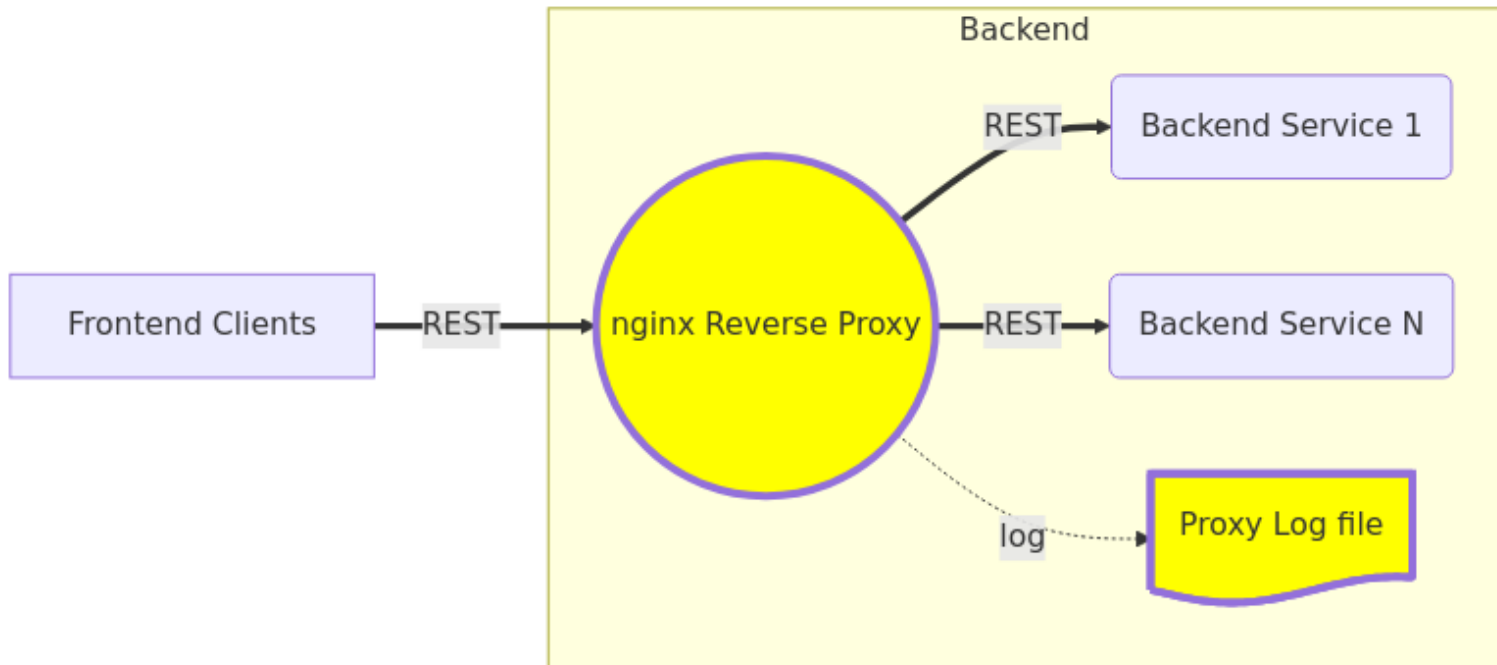 Backend
REST
Backend Service 1
Frontend Clients
REST
nginx Reverse Proxy
REST
Backend Service N
log
Proxy Log file